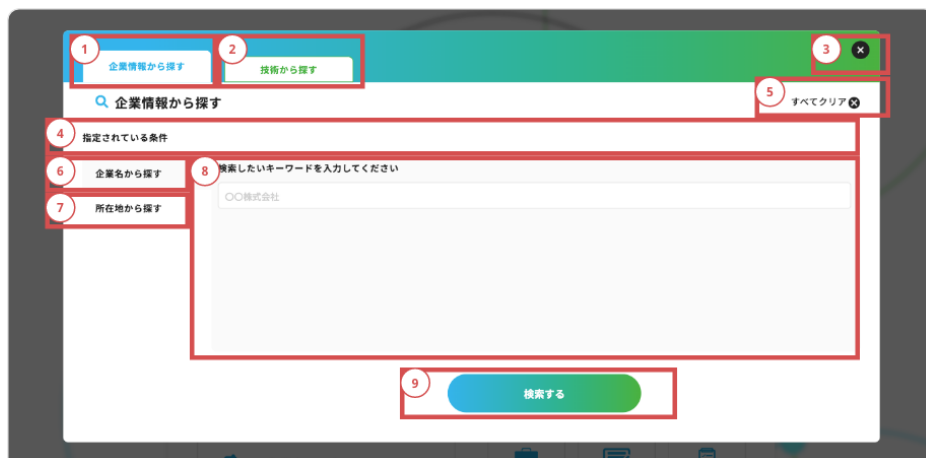 1
企業情報から探す
2
技術から探す
3
企業情報から探す
5
すべてクリア
4
指定されている条件
6
企業名から探す
7
所在地から探す
8
検索したいキーワードを入力してください
〇〇株式会社
9
検索する